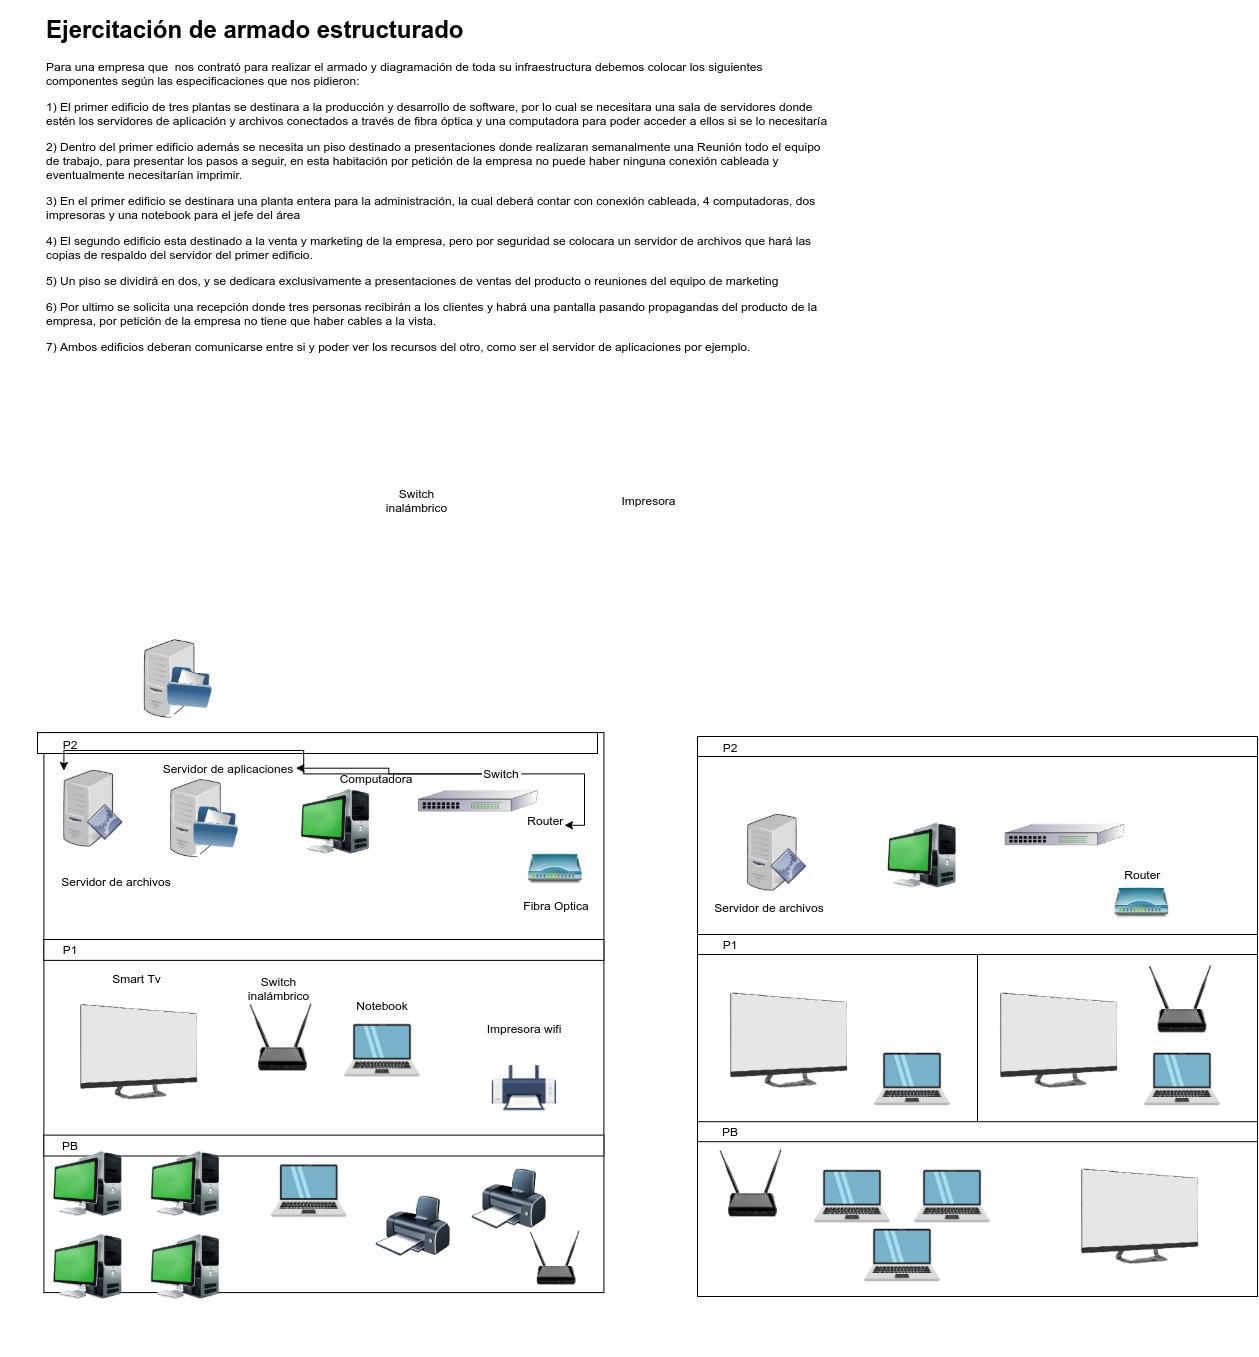 Ejercitación de armado estructurado
Para una empresa que  nos contrató para realizar el armado y diagramación de toda su infraestructura debemos colocar los siguientes
componentes según las especificaciones que nos pidieron:
1) El primer edificio de tres plantas se destinara a la producción y desarrollo de software, por lo cual se necesitara una sala de servidores donde
estén los servidores de aplicación y archivos conectados a través de fibra óptica y una computadora para poder acceder a ellos si se lo necesitaría
2) Dentro del primer edificio además se necesita un piso destinado a presentaciones donde realizaran semanalmente una Reunión todo el equipo
de trabajo, para presentar los pasos a seguir, en esta habitación por petición de la empresa no puede haber ninguna conexión cableada y
eventualmente necesitarían imprimir.
3) En el primer edificio se destinara una planta entera para la administración, la cual deberá contar con conexión cableada, 4 computadoras, dos
impresoras y una notebook para el jefe del área
4) El segundo edificio esta destinado a la venta y marketing de la empresa, pero por seguridad se colocara un servidor de archivos que hará las
copias de respaldo del servidor del primer edificio.
5) Un piso se dividirá en dos, y se dedicara exclusivamente a presentaciones de ventas del producto o reuniones del equipo de marketing
6) Por ultimo se solicita una recepción donde tres personas recibirán a los clientes y habrá una pantalla pasando propagandas del producto de la
empresa, por petición de la empresa no tiene que haber cables a la vista.
7) Ambos edificios deberan comunicarse entre si y poder ver los recursos del otro, como ser el servidor de aplicaciones por ejemplo.
Switch
inalámbrico
Impresora
P2
Servidor de aplicaciones
Computadora
Switch
Router
Servidor de archivos
Fibra Optica
P1
Smart Tv
Switch
inalámbrico
Notebook
Impresora wifi
PB
P2
Router
Servidor de archivos
P1
PB